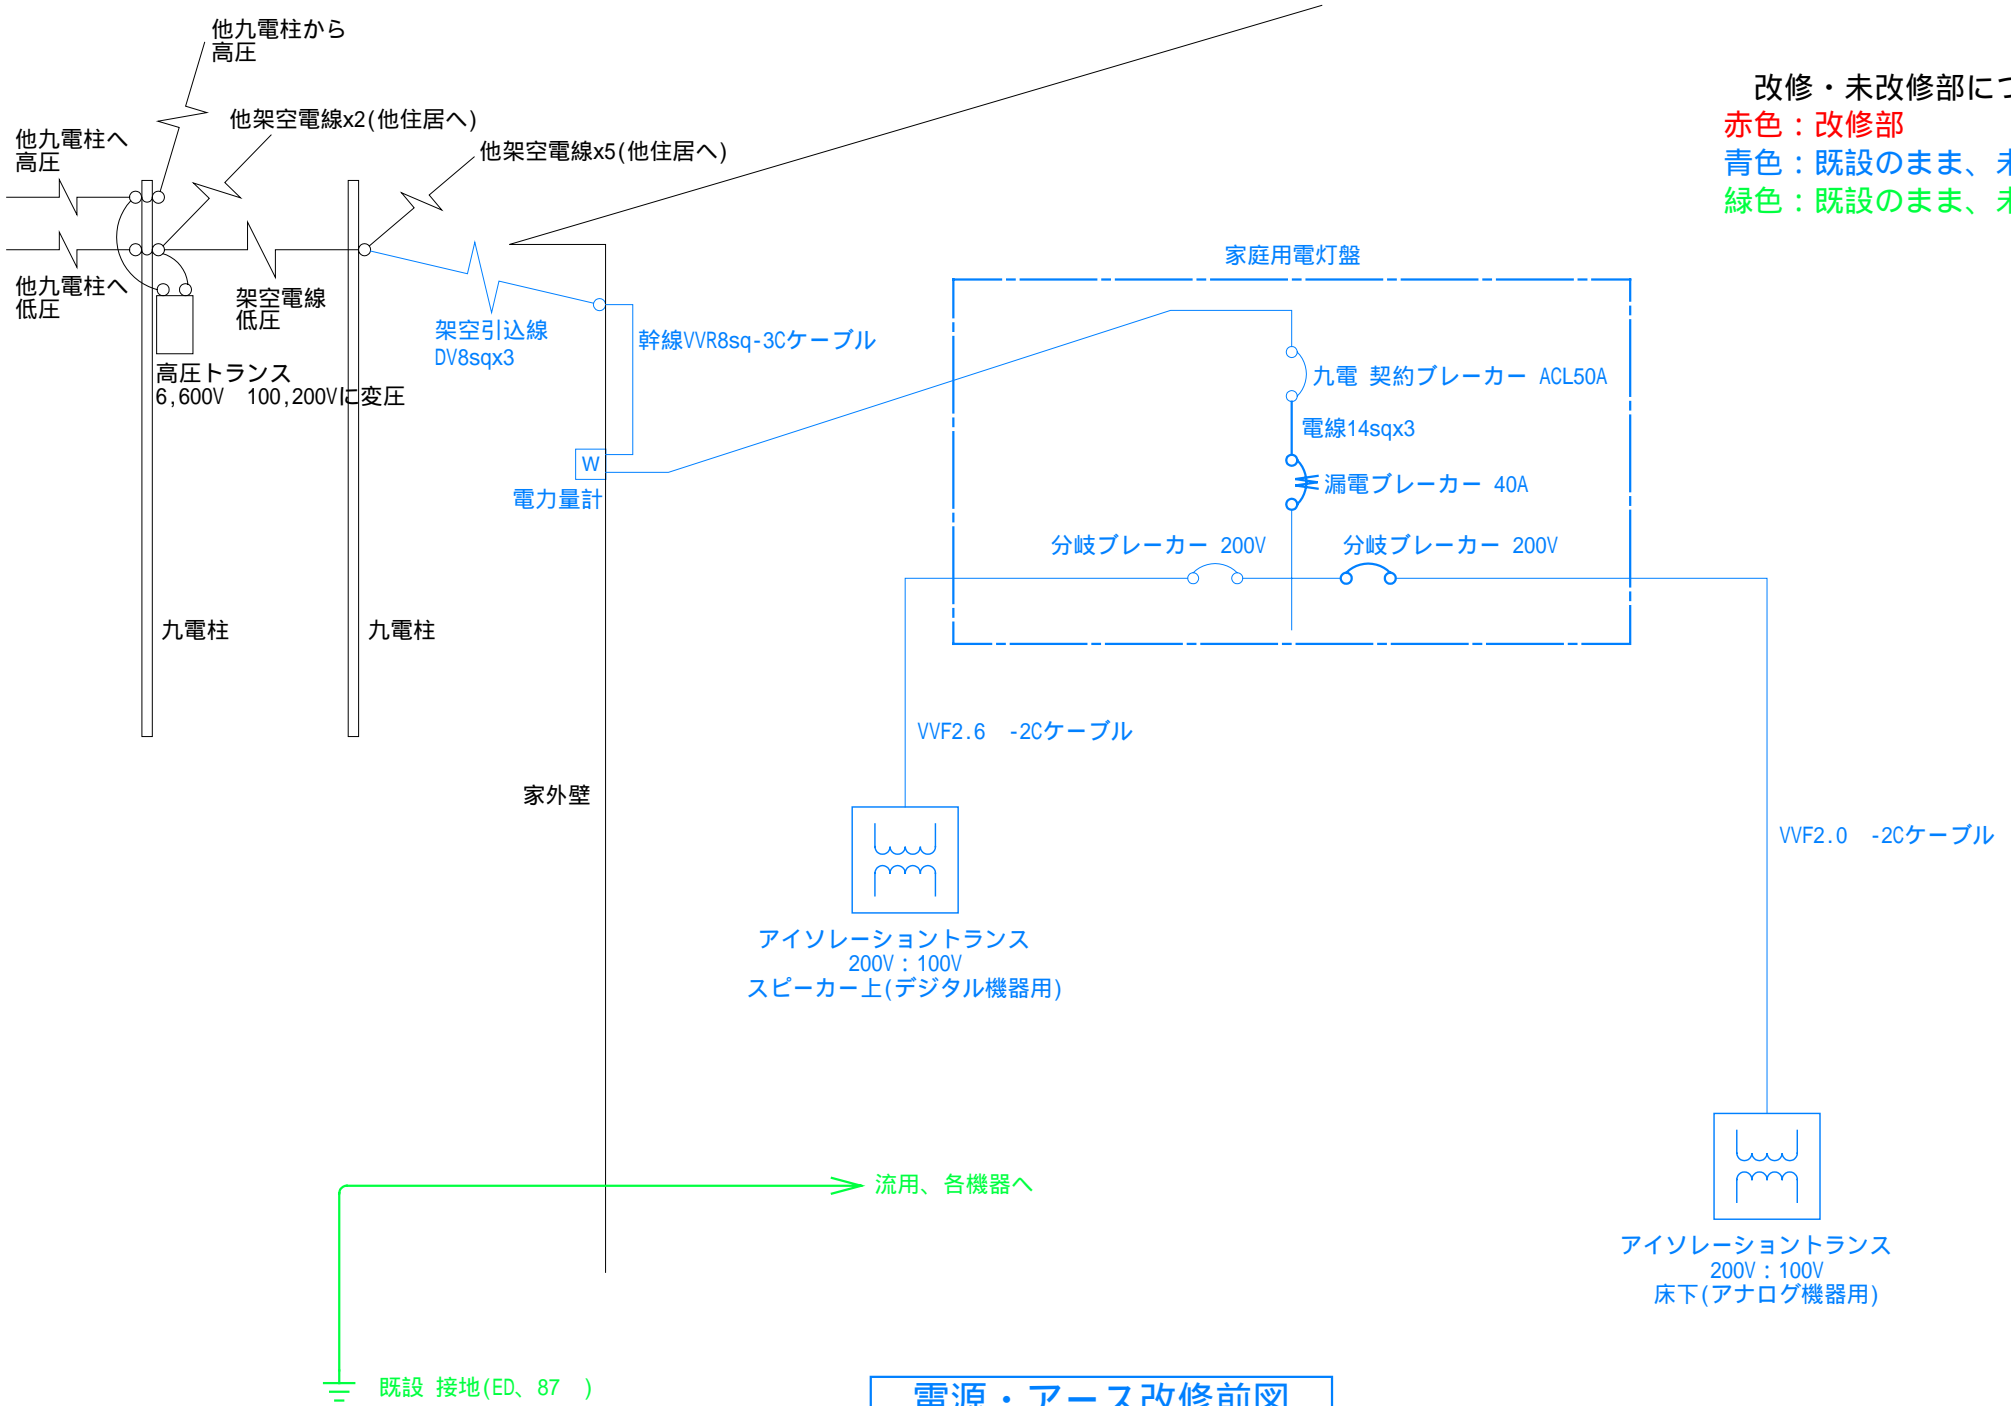 他九電柱から
高圧
他架空電線x2(他住居へ)
他九電柱へ
高圧
他架空電線x5(他住居へ)
改修・未改修部に
赤色：改修部
青色：既設のまま、
緑色：既設のまま、
他九電柱へ
低圧
架空電線
低圧
架空引込線
DV8sqx3
幹線VVR8sq-3Cケーブル
高圧トランス
6,600V 100,200Vに変圧
家庭用電灯盤
九電 契約ブレーカー ACL50A
電線14sqx3
漏電ブレーカー 40A
W
電力量計
分岐ブレーカー 200V
分岐ブレーカー 200V
九電柱
九電柱
VVF2.6 -2Cケーブル
家外壁
VVF2.0 -2Cケーブル
アイソレーショントランス
200V：100V
スピーカー上(デジタル機器用)
流用、各機器へ
アイソレーショントランス
200V：100V
床下(アナログ機器用)
既設 接地(ED、87 )
電源・アース改修前図